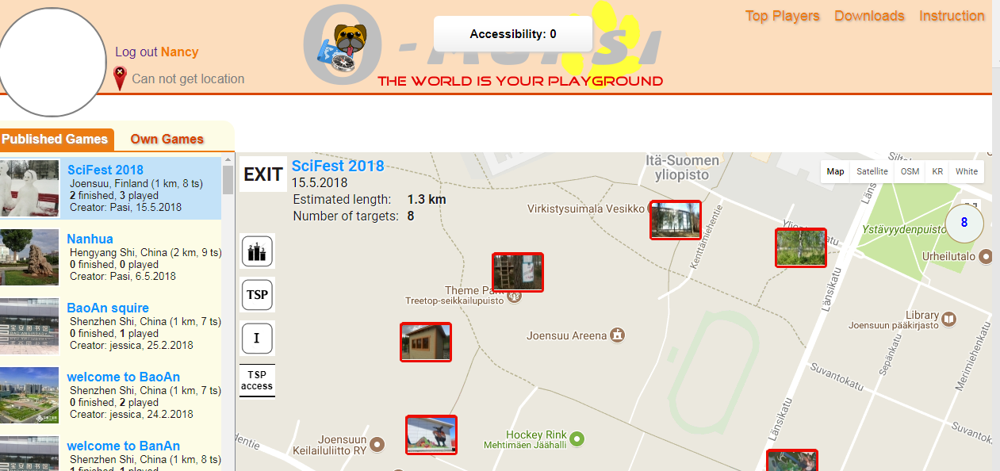 Top Players Downloads Instruction
Accessibility: 0
Log out Nancy
Can not get location
THE WORLD IS YOUR PLAYGROUND
Published Games Own Games
SciFest 2018
Joensuu, Finland (1 km, 8 ts)
2 finished, 3 played
Creator: Pasi, 15.5.2018
Nanhua
Hengyang Shi, China (2 km, 9 ts)
0 finished, 0 played
Creator: Pasi, 6.5.2018
BaoAn squire
Shenzhen Shi, China (1 km, 7 ts)
0 finished, 1 played
Creator: jessica, 25.2.2018
welcome to BaoAn
Shenzhen Shi, China (1 km, 7 ts)
0 finished, 2 played
Creator: jessica, 24.2.2018
welcome to BanAn
Shenzhen Shi, China (1 km, 8 ts)
1 finished, 1 played
EXIT
SciFest 2018
15.5.2018
Estimated length: 1.3 km
Number of targets: 8
TSP
I
TSP
access
Itä-Suomen
yliopisto
Map Satellite OSM KR White
8
Virkistysuimala Vesikko
Kenttämiehentie
Ystävyydenpuisto
Urheilutalo
Theme Park
Treetop-seikkailupuisto
Länsikatu
Library
Joensuun pääkirjasto
Joensuu Areena
Suvantokatu
Sepänkatu
Merimiehenkatu
Länsikatu
Joensuun
Keilailuliitto RY
Hockey Rink
Mehtimäen Jäähalli